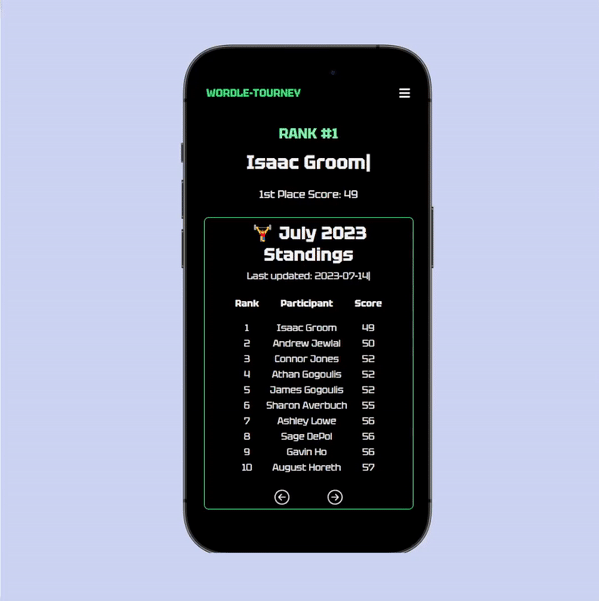 WORDLE-TOURNEY
RANK #1
Isaac Groom|
1st Place Score: 49
July 2023
Standings
Last updated: 2023-07-14|
Rank Participant Score
1 Isaac Groom 49
2 Andrew Jewlal 50
3 Connor Jones 52
4 Athan Gogoulis 52
5 James Gogoulis 52
6 Sharon Averbuch 55
7 Ashley Lowe 56
8 Sage DePol 56
9 Gavin Ho 56
10 August Horeth 57